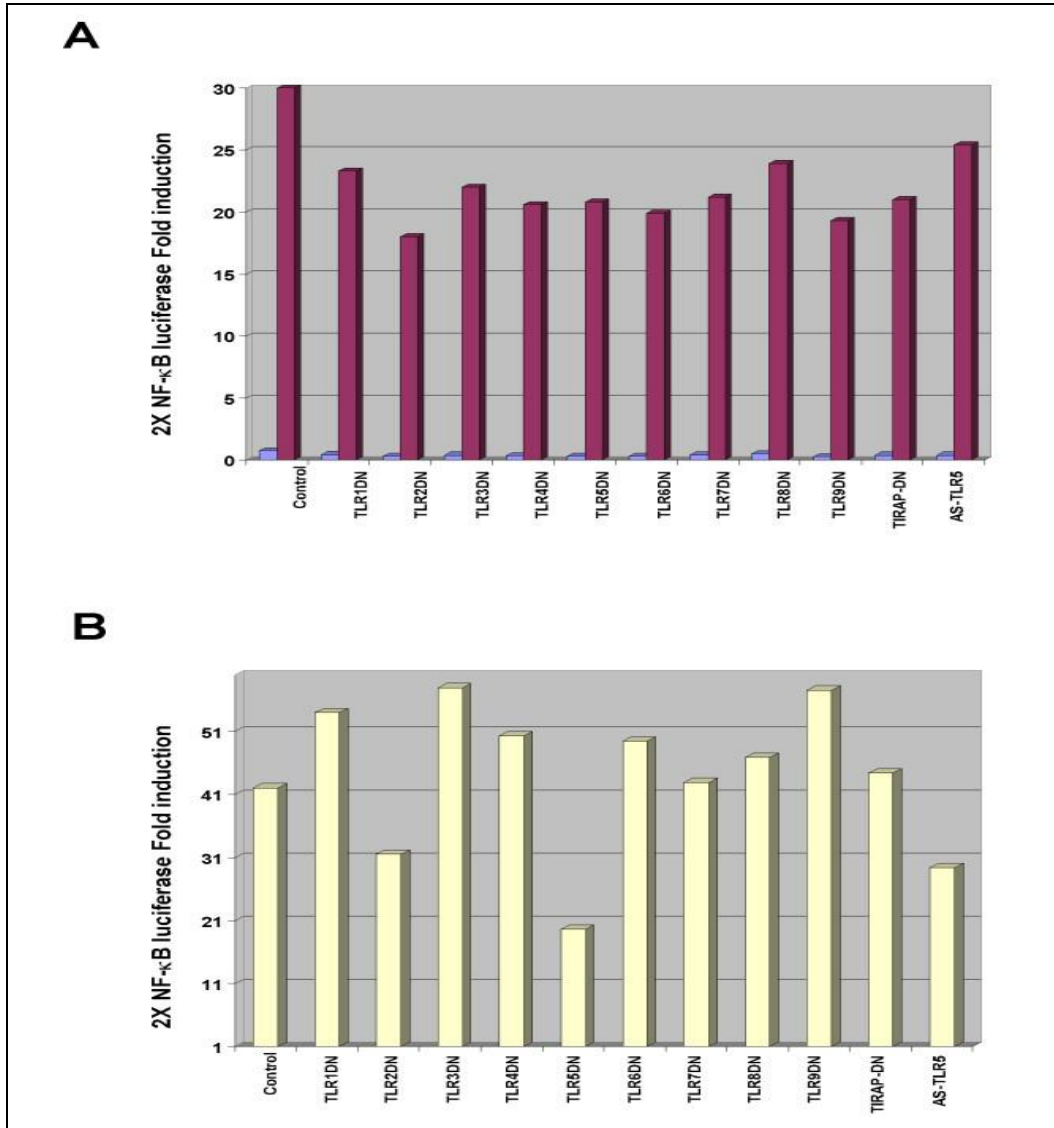 A
2X NF-κB luciferase Fold induction
30
25
20
15
10
5
0
Control
TLR1DN
TLR2DN
TLR3DN
TLR4DN
TLR5DN
TLR6DN
TLR7DN
TLR8DN
TLR9DN
TIRAP-DN
AS-TLR5
B
2X NF-κB luciferase Fold induction
51
41
31
21
11
1
Control
TLR1DN
TLR2DN
TLR3DN
TLR4DN
TLR5DN
TLR6DN
TLR7DN
TLR8DN
TLR9DN
TIRAP-DN
AS-TLR5